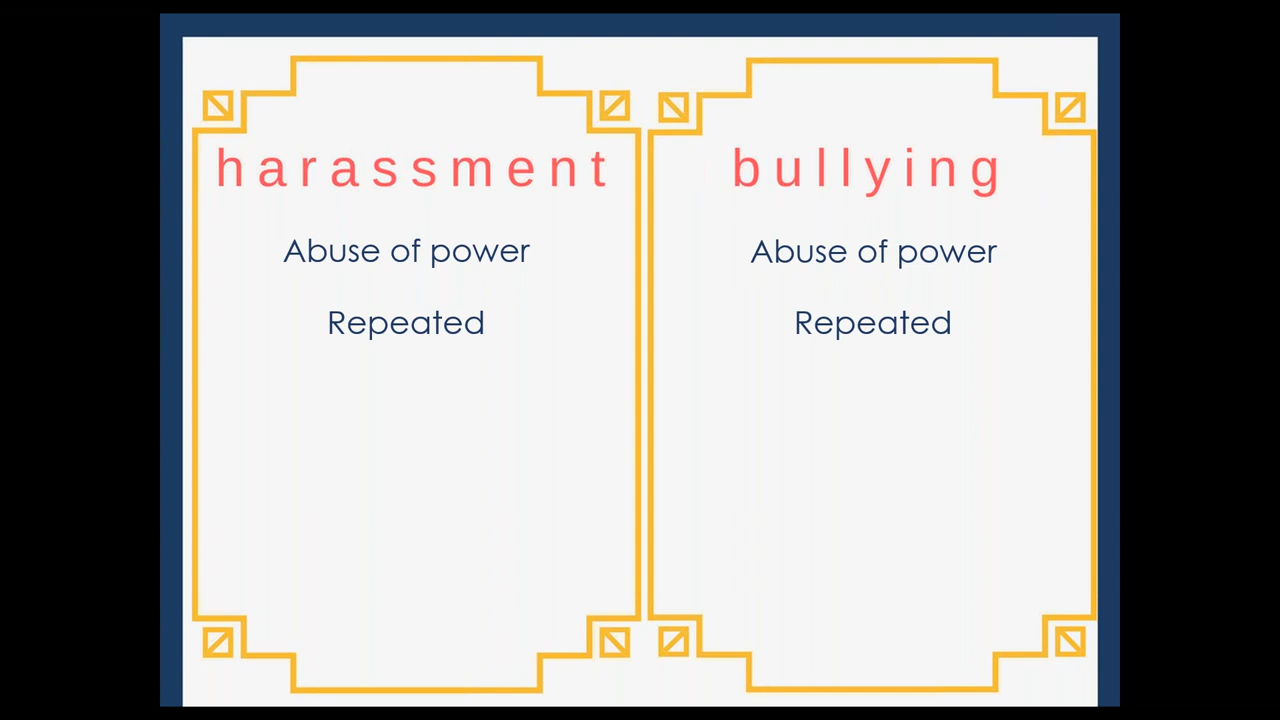 harassment
Abuse of power
Repeated
bullying
Abuse of power
Repeated